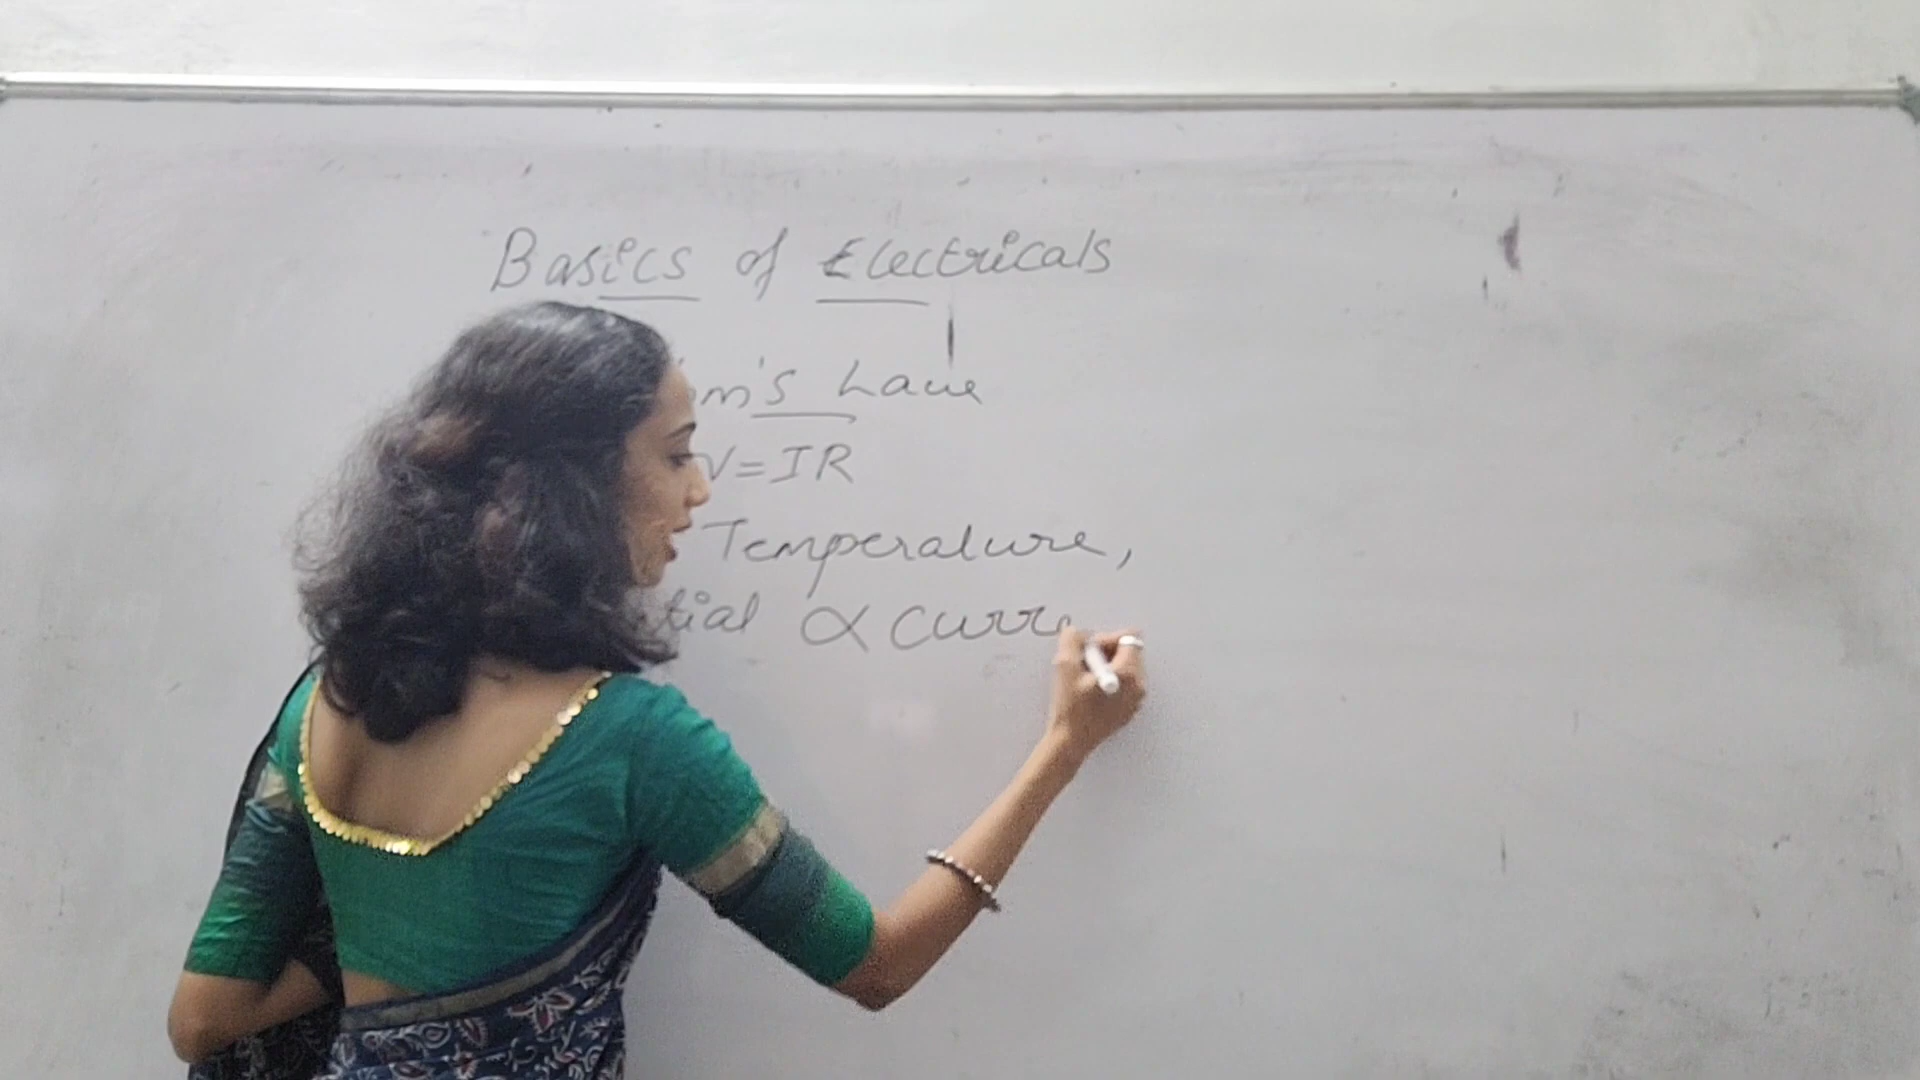 Basics of Electricals
m's Law
V=IR
Temperature,
tial ∝ curre